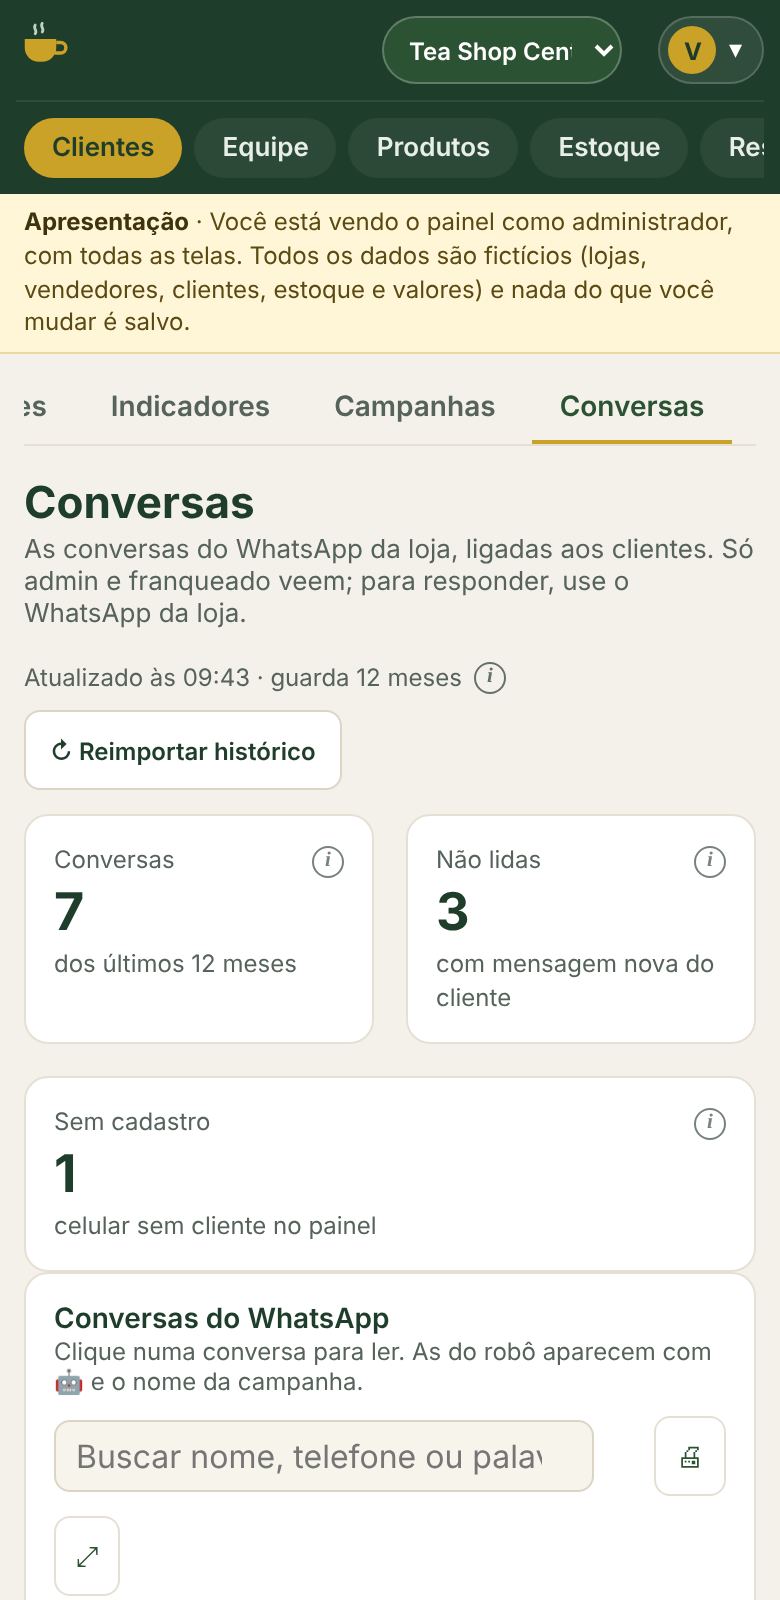 Tea Shop Cen
V ▼
Clientes Equipe Produtos Estoque Res
Apresentação · Você está vendo o painel como administrador,
com todas as telas. Todos os dados são fictícios (lojas,
vendedores, clientes, estoque e valores) e nada do que você
mudar é salvo.
es Indicadores Campanhas Conversas
Conversas
As conversas do WhatsApp da loja, ligadas aos clientes. Só
admin e franqueado veem; para responder, use o
WhatsApp da loja.
Atualizado às 09:43 · guarda 12 meses i
↻ Reimportar histórico
Conversas i
7
dos últimos 12 meses
Não lidas i
3
com mensagem nova do
cliente
Sem cadastro i
1
celular sem cliente no painel
Conversas do WhatsApp
Clique numa conversa para ler. As do robô aparecem com
🤖 e o nome da campanha.
Buscar nome, telefone ou palav